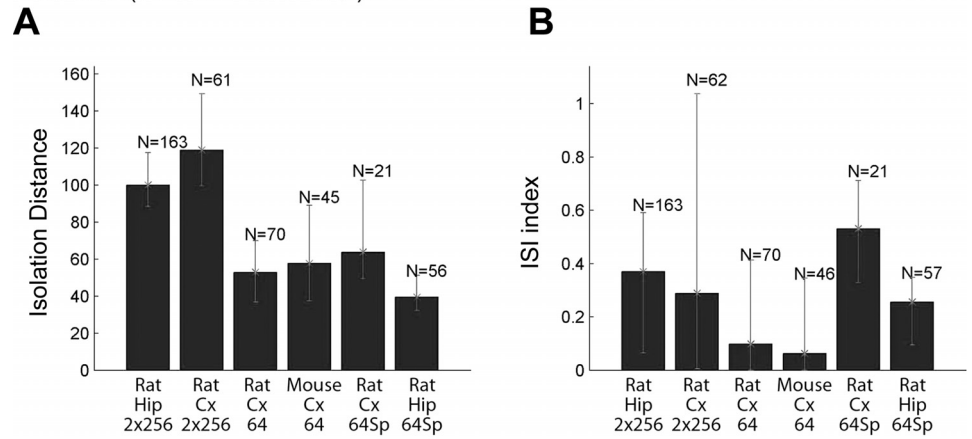 A
B
Isolation Distance
160
140
120
100
80
60
40
20
0
N=163
N=61
N=70
N=45
N=21
N=56
Rat Rat Rat Mouse Rat Rat
Hip Cx Cx Cx Cx Hip
2x256 2x256 64 64 64Sp 64Sp
ISI index
1
0.8
0.6
0.4
0.2
0
N=163
N=62
N=70
N=46
N=21
N=57
Rat Rat Rat Mouse Rat Rat
Hip Cx Cx Cx Cx Hip
2x256 2x256 64 64 64Sp 64Sp